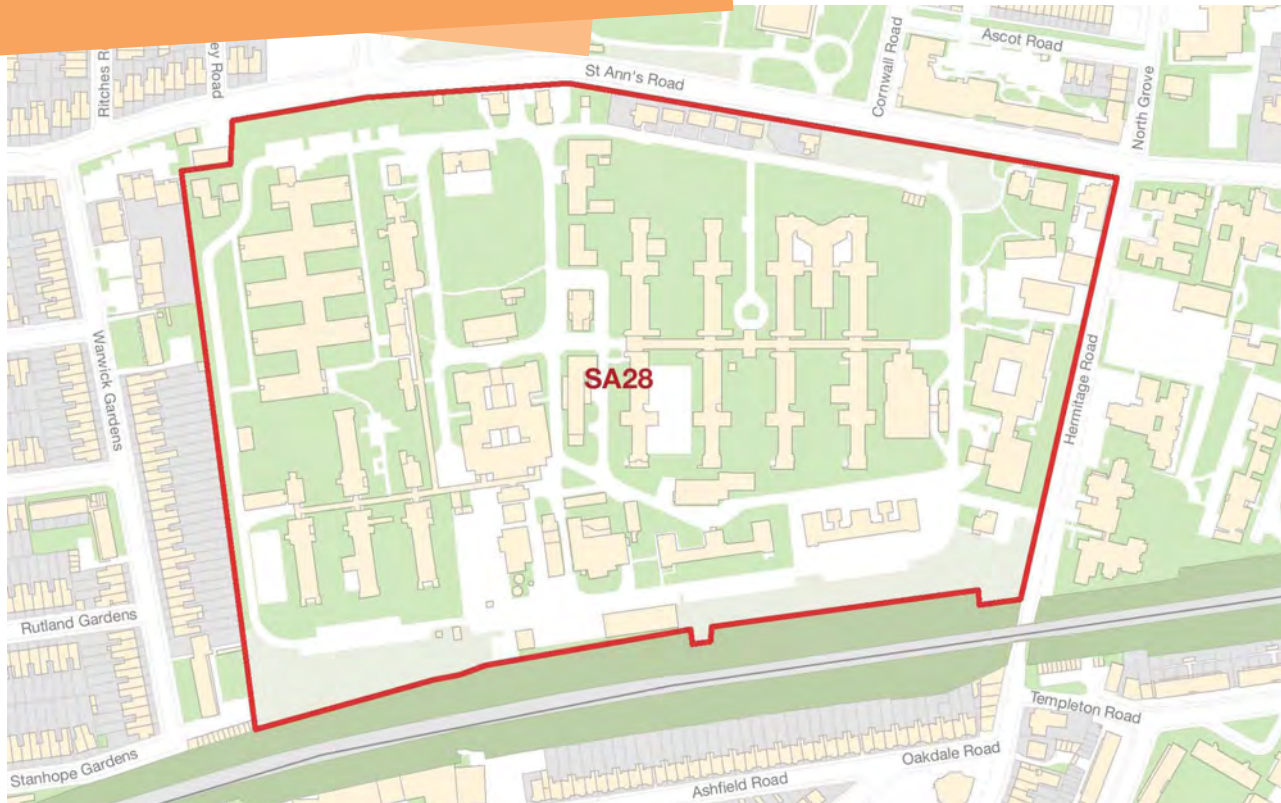 Ritches R
ey Road
St Ann's Road
Cornwall Road
Ascot Road
North Grove
Warwick Gardens
SA28
Hermitage Road
Rutland Gardens
Stanhope Gardens
Templeton Road
Oakdale Road
Ashfield Road